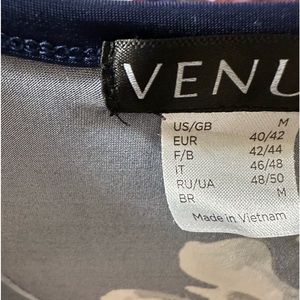 VENU
US/GB M
EUR 40/42
F/B 42/44
IT 46/48
RU/UA 48/50
BR M
Made in Vietnam